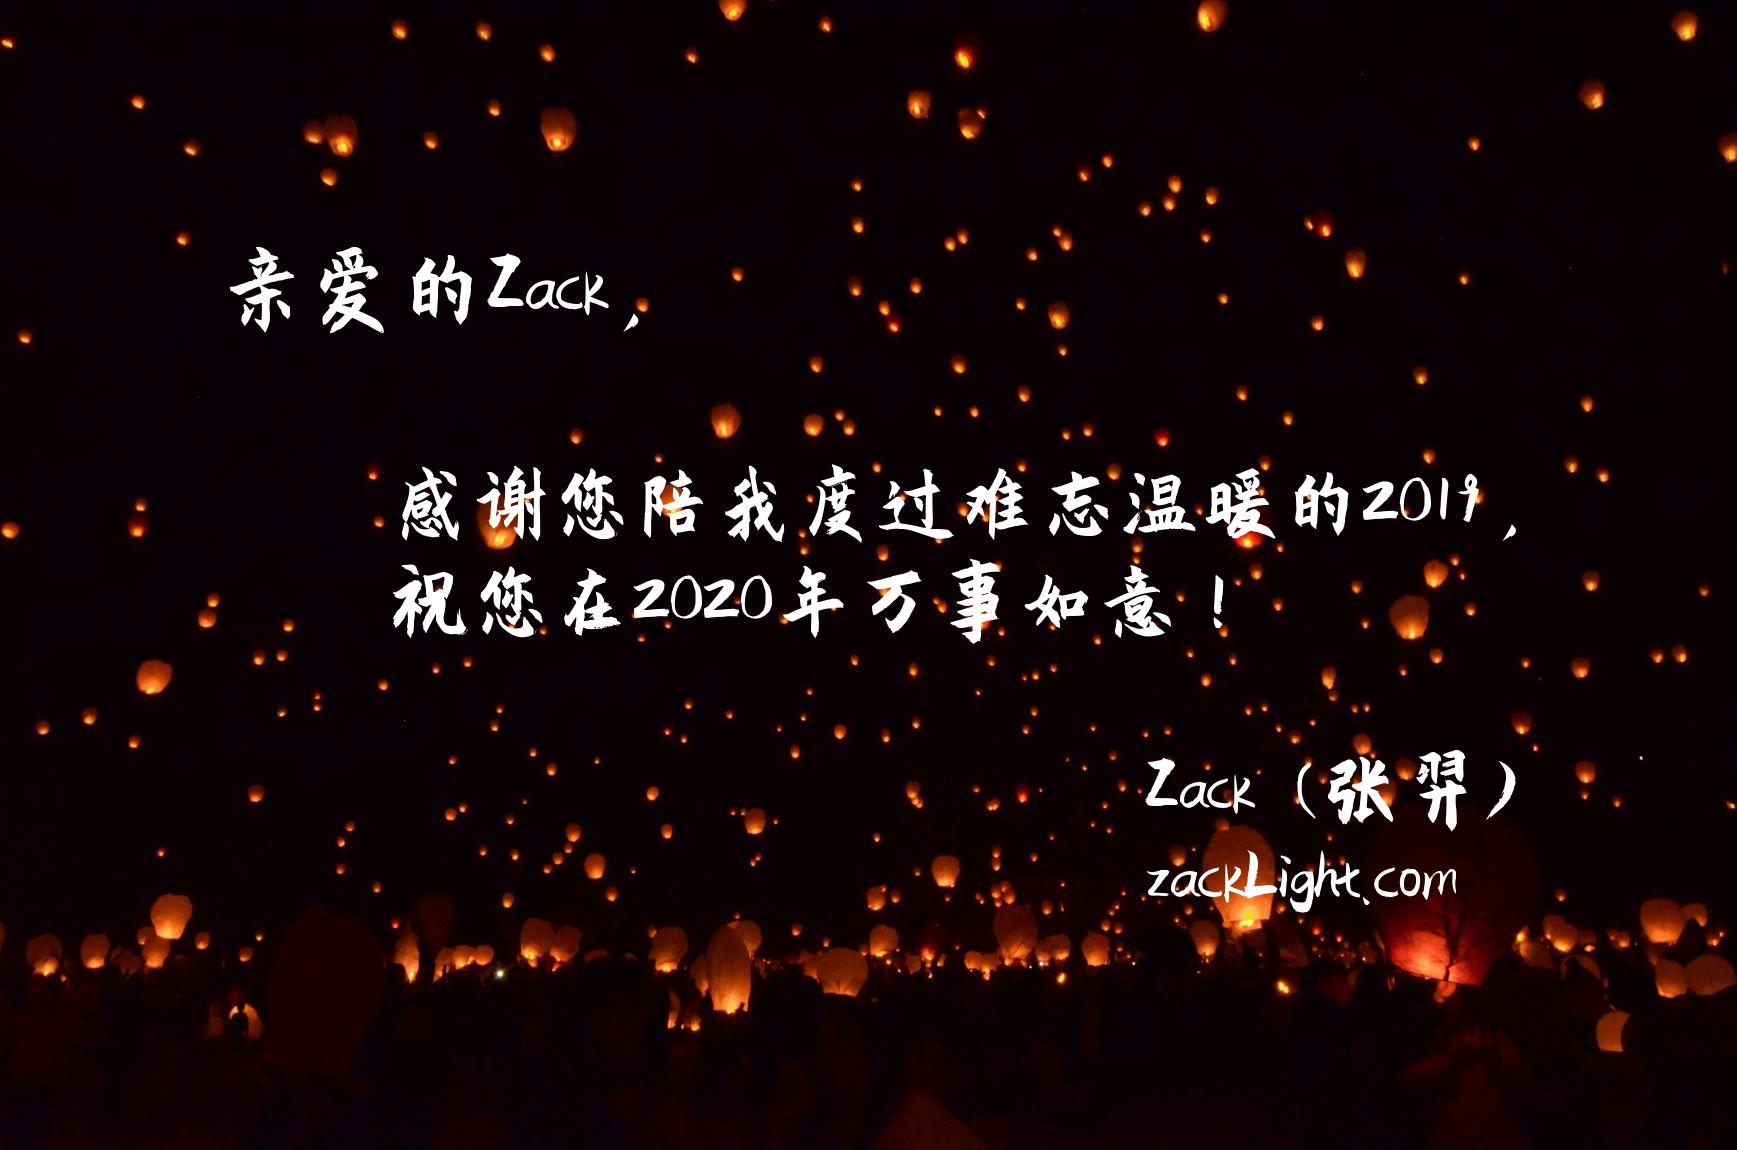 亲爱的Zack，
感谢您陪我度过难忘温暖的2019，
祝您在2020年万事如意！
Zack（张羿）
zackLight.com